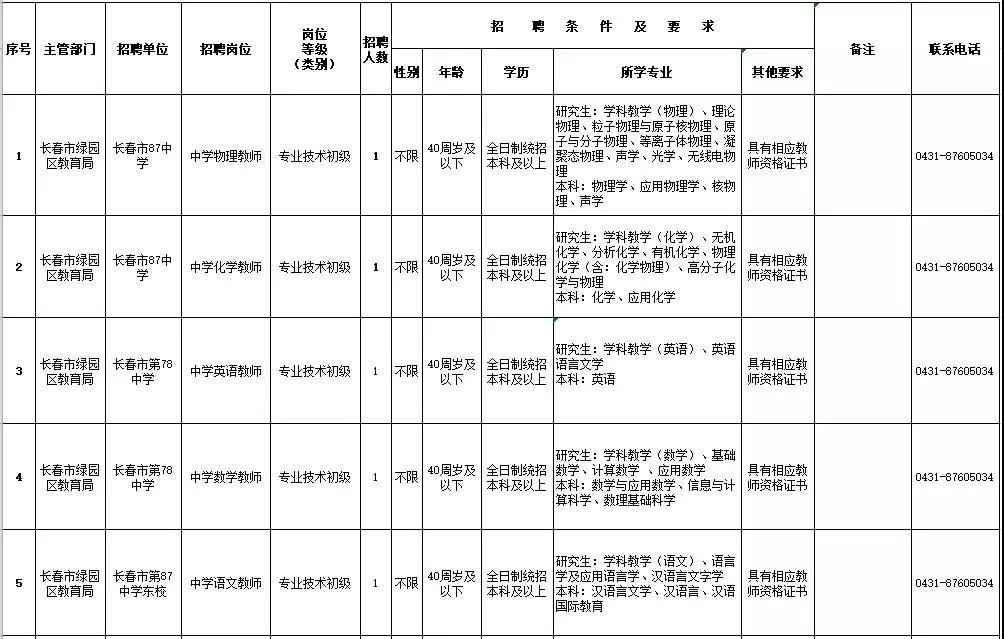 序号
主管部门
招聘单位
招聘岗位
岗位
等级
（类别）
招聘
人数
招 聘 条 件 及 要 求
性别
年龄
学历
所学专业
其他要求
备注
联系电话
1
长春市绿园
区教育局
长春市87中
学
中学物理教师
专业技术初级
1
不限
40周岁及
以下
全日制统招
本科及以上
研究生：学科教学（物理）、理论
物理、粒子物理与原子核物理、原
子与分子物理、等离子体物理、凝
聚态物理、声学、光学、无线电物
理
本科：物理学、应用物理学、核物
理、声学
具有相应教
师资格证书
0431-87605034
2
长春市绿园
区教育局
长春市87中
学
中学化学教师
专业技术初级
1
不限
40周岁及
以下
全日制统招
本科及以上
研究生：学科教学（化学）、无机
化学、分析化学、有机化学、物理
化学（含：化学物理）、高分子化
学与物理
本科：化学、应用化学
具有相应教
师资格证书
0431-87605034
3
长春市绿园
区教育局
长春市第78
中学
中学英语教师
专业技术初级
1
不限
40周岁及
以下
全日制统招
本科及以上
研究生：学科教学（英语）、英语
语言文学
本科：英语
具有相应教
师资格证书
0431-87605034
4
长春市绿园
区教育局
长春市第78
中学
中学数学教师
专业技术初级
1
不限
40周岁及
以下
全日制统招
本科及以上
研究生：学科教学（数学）、基础
数学、计算数学 、应用数学
本科：数学与应用数学、信息与计
算科学、数理基础科学
具有相应教
师资格证书
0431-87605034
5
长春市绿园
区教育局
长春市第87
中学东校
中学语文教师
专业技术初级
1
不限
40周岁及
以下
全日制统招
本科及以上
研究生：学科教学（语文）、语言
学及应用语言学、汉语言文字学
本科：汉语言文学、汉语言、汉语
国际教育
具有相应教
师资格证书
0431-87605034